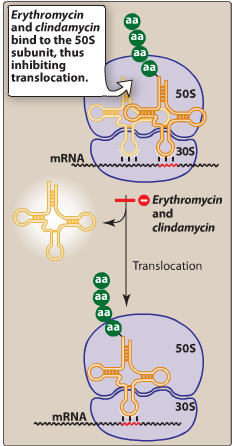 Erythromycin
and clindamycin
bind to the 50S
subunit, thus
inhibiting
translocation.
aa
aa
aa
aa
50S
30S
mRNA
Erythromycin
and
clindamycin
Translocation
aa
aa
aa
aa
50S
30S
mRNA